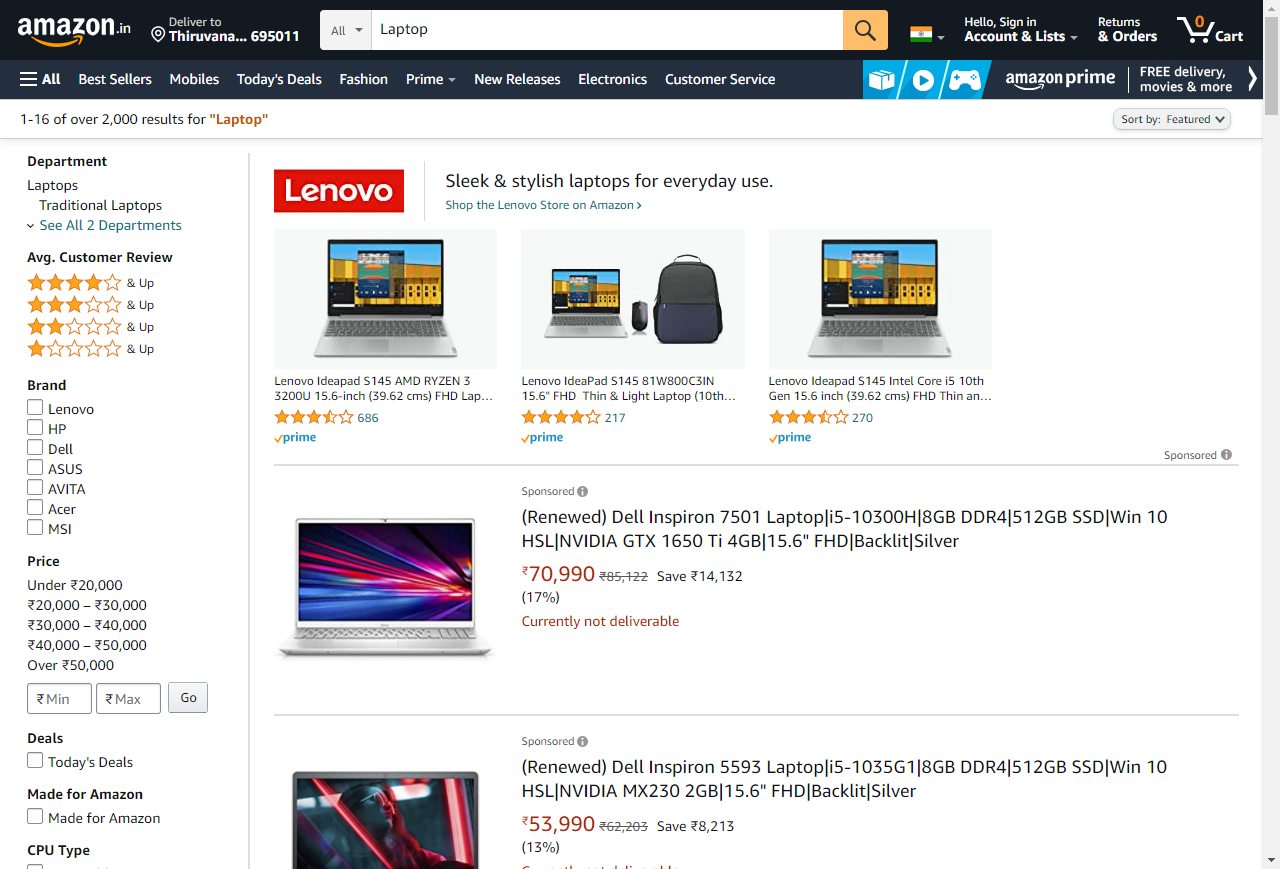 amazon.in
Deliver to
Thiruvana... 695011
All
Laptop
Hello, Sign in
Account & Lists
Returns
& Orders
0
Cart
All
Best Sellers
Mobiles
Today's Deals
Fashion
Prime
New Releases
Electronics
Customer Service
amazon prime
FREE delivery,
movies & more
1-16 of over 2,000 results for "Laptop"
Sort by: Featured
Department
Laptops
Traditional Laptops
See All 2 Departments
Avg. Customer Review
& Up
& Up
& Up
& Up
Brand
Lenovo
HP
Dell
ASUS
AVITA
Acer
MSI
Price
Under ₹20,000
₹20,000 – ₹30,000
₹30,000 – ₹40,000
₹40,000 – ₹50,000
Over ₹50,000
₹ Min
₹ Max
Go
Deals
Today's Deals
Made for Amazon
Made for Amazon
CPU Type
Lenovo
Sleek & stylish laptops for everyday use.
Shop the Lenovo Store on Amazon ›
Lenovo Ideapad S145 AMD RYZEN 3
3200U 15.6-inch (39.62 cms) FHD Lap…
686
prime
Lenovo IdeaPad S145 81W800C3IN
15.6" FHD Thin & Light Laptop (10th…
217
prime
Lenovo Ideapad S145 Intel Core i5 10th
Gen 15.6 inch (39.62 cms) FHD Thin an…
270
prime
Sponsored
Sponsored
(Renewed) Dell Inspiron 7501 Laptop|i5-10300H|8GB DDR4|512GB SSD|Win 10
HSL|NVIDIA GTX 1650 Ti 4GB|15.6" FHD|Backlit|Silver
₹70,990 ₹85,122 Save ₹14,132
(17%)
Currently not deliverable
Sponsored
(Renewed) Dell Inspiron 5593 Laptop|i5-1035G1|8GB DDR4|512GB SSD|Win 10
HSL|NVIDIA MX230 2GB|15.6" FHD|Backlit|Silver
₹53,990 ₹62,203 Save ₹8,213
(13%)